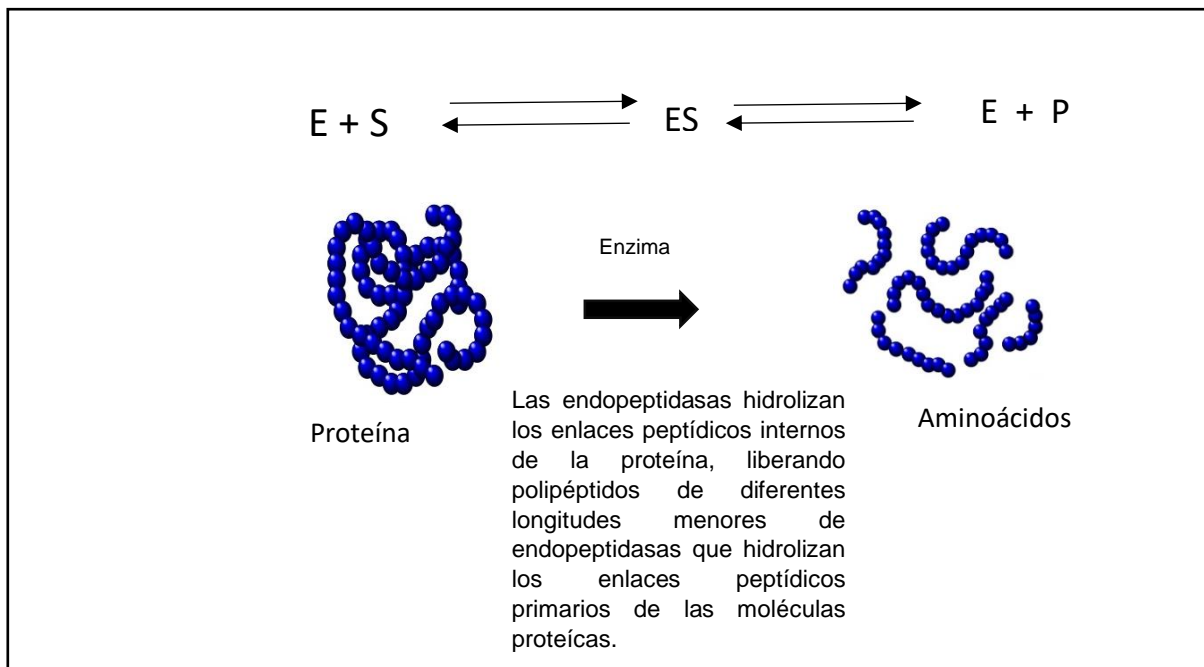 E + S ES E + P
Enzima
Proteína
Aminoácidos
Las endopeptidasas hidrolizan
los enlaces peptídicos internos
de la proteína, liberando
polipéptidos de diferentes
longitudes menores de
endopeptidasas que hidrolizan
los enlaces peptídicos
primarios de las moléculas
proteícas.